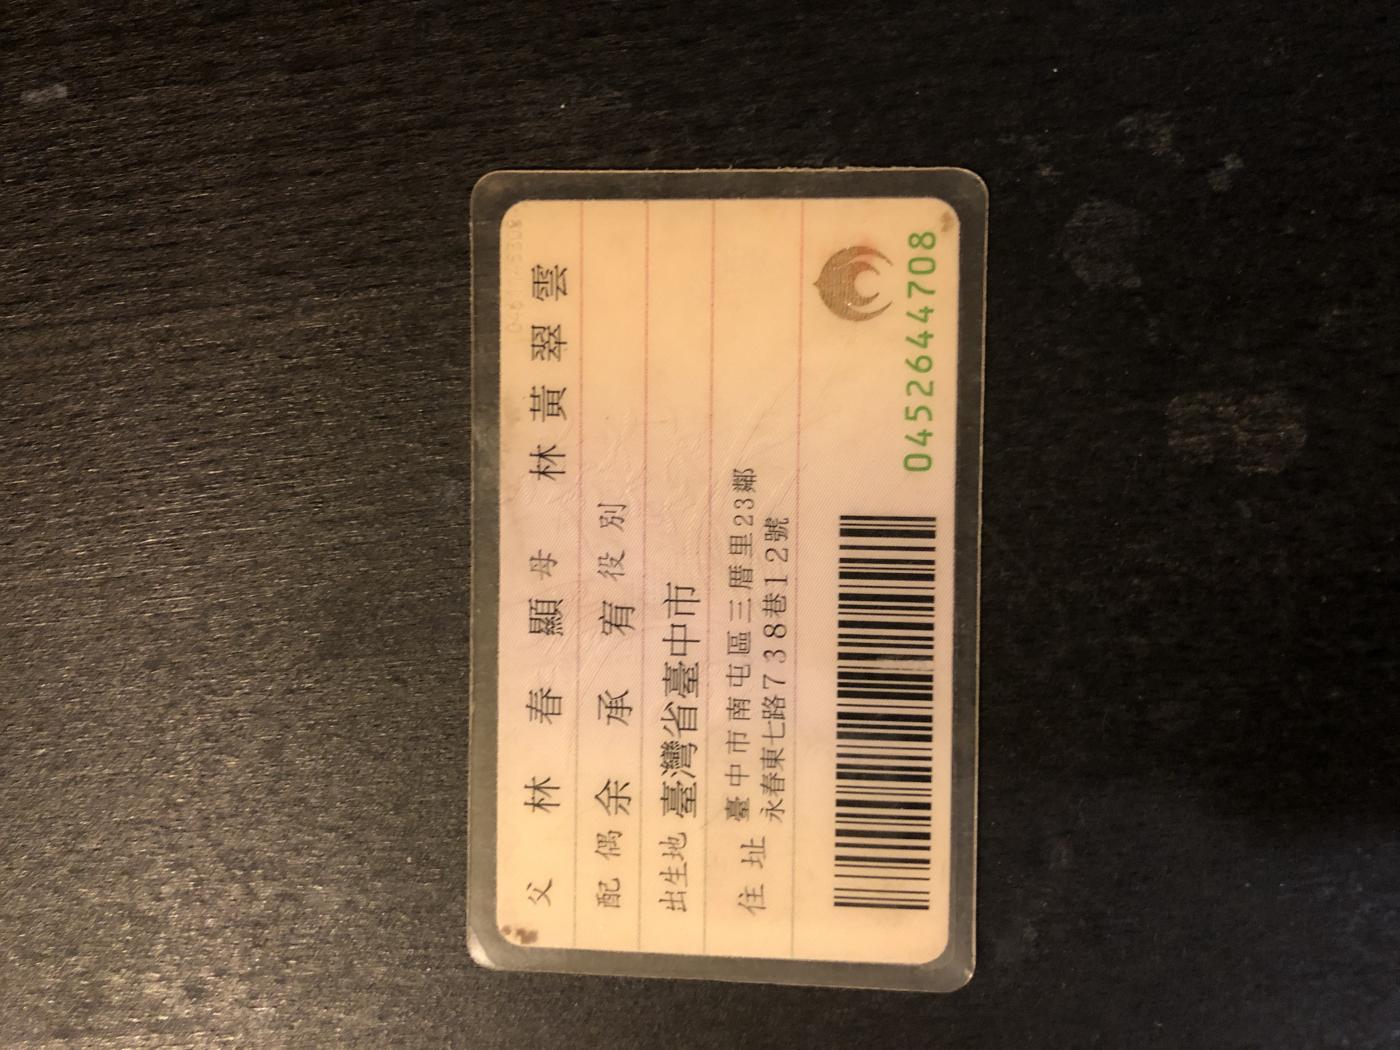 父 林 春 顯 母 林 黃 翠 雲
配偶 余 承 宥 役別
出生地 臺灣省臺中市
住址 臺中市南屯區三厝里23鄰
永春東七路738巷12號
0452644708